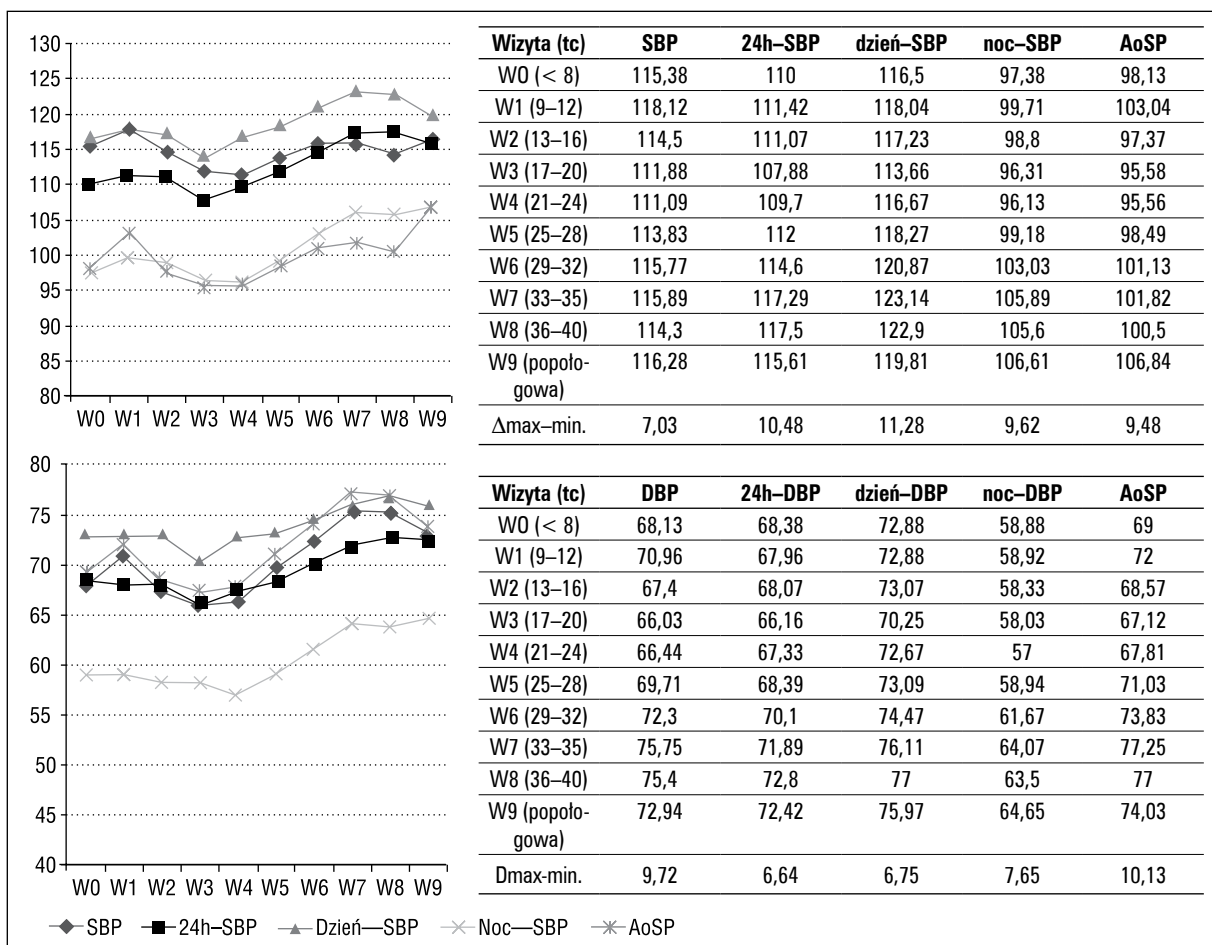 130
125
120
115
110
105
100
95
90
85
80
W0 W1 W2 W3 W4 W5 W6 W7 W8 W9
Wizyta (tc) SBP 24h–SBP dzień–SBP noc–SBP AoSP
W0 (< 8) 115,38 110 116,5 97,38 98,13
W1 (9–12) 118,12 111,42 118,04 99,71 103,04
W2 (13–16) 114,5 111,07 117,23 98,8 97,37
W3 (17–20) 111,88 107,88 113,66 96,31 95,58
W4 (21–24) 111,09 109,7 116,67 96,13 95,56
W5 (25–28) 113,83 112 118,27 99,18 98,49
W6 (29–32) 115,77 114,6 120,87 103,03 101,13
W7 (33–35) 115,89 117,29 123,14 105,89 101,82
W8 (36–40) 114,3 117,5 122,9 105,6 100,5
W9 (popoło- 116,28 115,61 119,81 106,61 106,84
gowa)
Δmax–min. 7,03 10,48 11,28 9,62 9,48
80
75
70
65
60
55
50
45
40
W0 W1 W2 W3 W4 W5 W6 W7 W8 W9
Wizyta (tc) DBP 24h–DBP dzień–DBP noc–DBP AoSP
W0 (< 8) 68,13 68,38 72,88 58,88 69
W1 (9–12) 70,96 67,96 72,88 58,92 72
W2 (13–16) 67,4 68,07 73,07 58,33 68,57
W3 (17–20) 66,03 66,16 70,25 58,03 67,12
W4 (21–24) 66,44 67,33 72,67 57 67,81
W5 (25–28) 69,71 68,39 73,09 58,94 71,03
W6 (29–32) 72,3 70,1 74,47 61,67 73,83
W7 (33–35) 75,75 71,89 76,11 64,07 77,25
W8 (36–40) 75,4 72,8 77 63,5 77
W9 (popoło- 72,94 72,42 75,97 64,65 74,03
gowa)
Dmax-min. 9,72 6,64 6,75 7,65 10,13
SBP 24h–SBP Dzień—SBP Noc—SBP AoSP